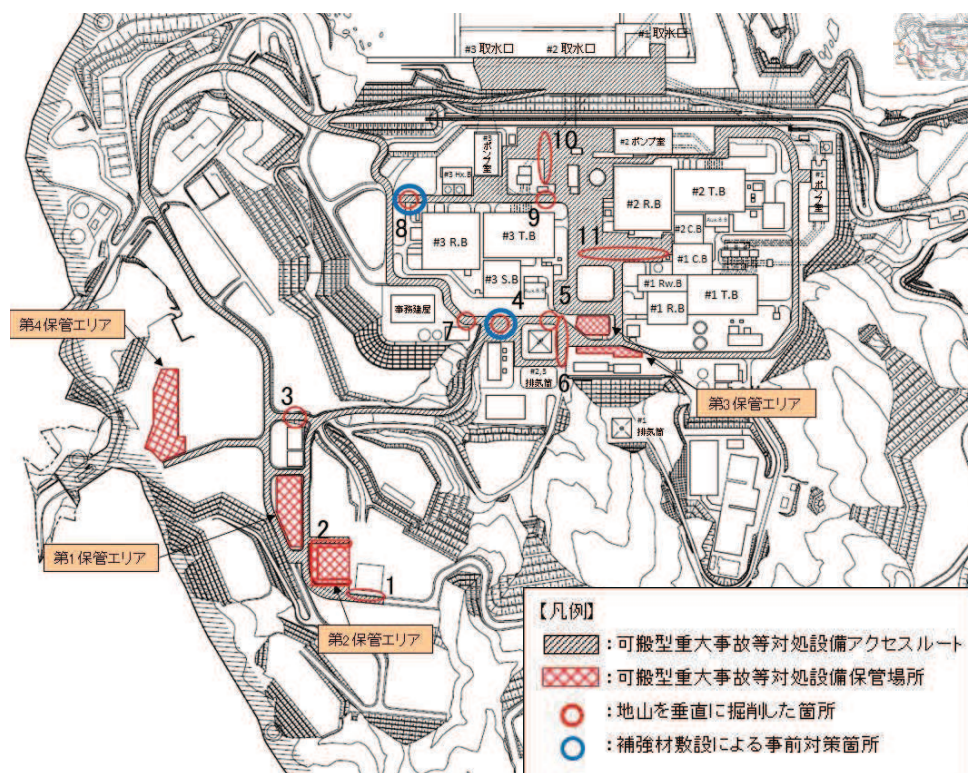 #1 取水口
#3 取水口
#2 取水口
10
#3
ポンプ室
#2 ポンプ室
#1
ポンプ室
#3 Hx.B
#2 T.B
#2 R.B
8
9
11
#3 R.B
#3 T.B
#2 C.B
#1 C.B
#3 S.B
#1 Rw.B
#1 T.B
#1 R.B
4
5
事務建屋
7
第4保管エリア
#2,3
排気筒
6
第3保管エリア
3
#1
排気筒
2
第1保管エリア
1
第2保管エリア
【凡例】
:可搬型重大事故等対処設備アクセスルート
:可搬型重大事故等対処設備保管場所
:地山を垂直に掘削した箇所
:補強材敷設による事前対策箇所